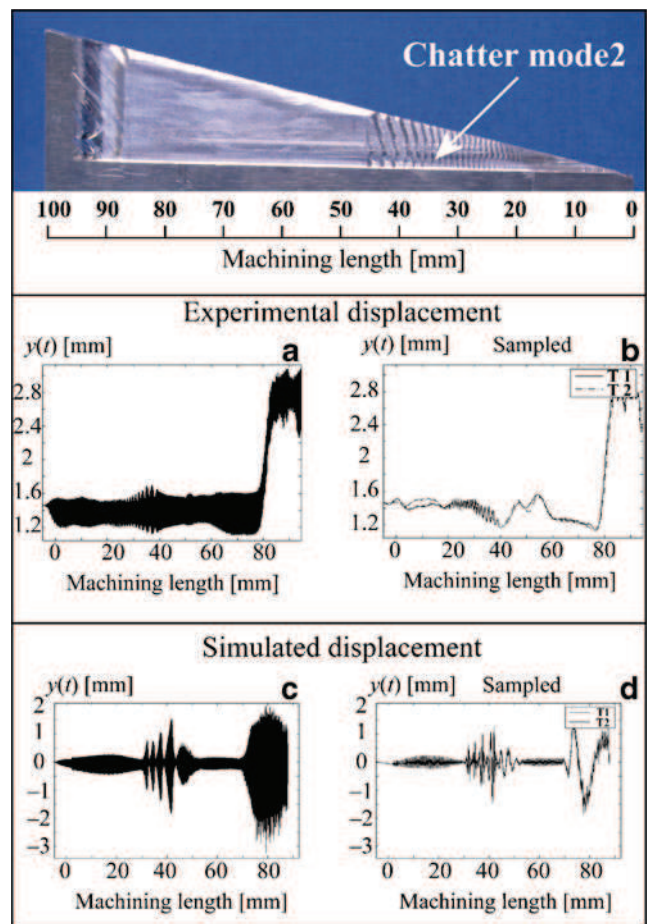 Chatter mode2
100 90 80 70 60 50 40 30 20 10 0
Machining length [mm]
Experimental displacement
y(t) [mm] a
2.8
2.4
2
1.6
1.2
0 20 40 60 80
Machining length [mm]
y(t) [mm] Sampled b
T 1
T 2
2.8
2.4
2
1.6
1.2
0 20 40 60 80
Machining length [mm]
Simulated displacement
y(t) [mm] c
2
1
0
−1
−2
−3
0 20 40 60 80
Machining length [mm]
y(t) [mm] Sampled d
T1
T2
2
1
0
−1
−2
−3
0 20 40 60 80
Machining length [mm]